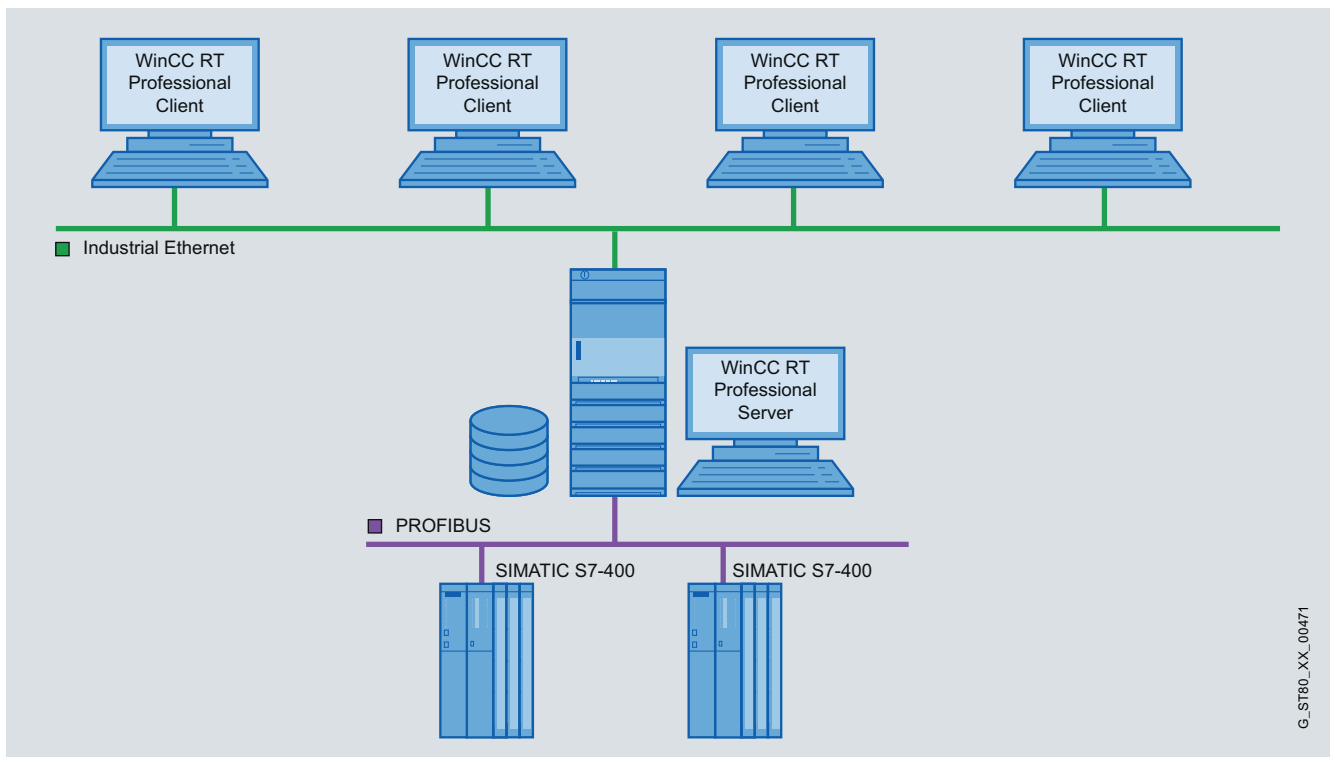 WinCC RT
Professional
Client
WinCC RT
Professional
Client
WinCC RT
Professional
Client
WinCC RT
Professional
Client
Industrial Ethernet
WinCC RT
Professional
Server
PROFIBUS
SIMATIC S7-400
SIMATIC S7-400
G_ST80_XX_00471